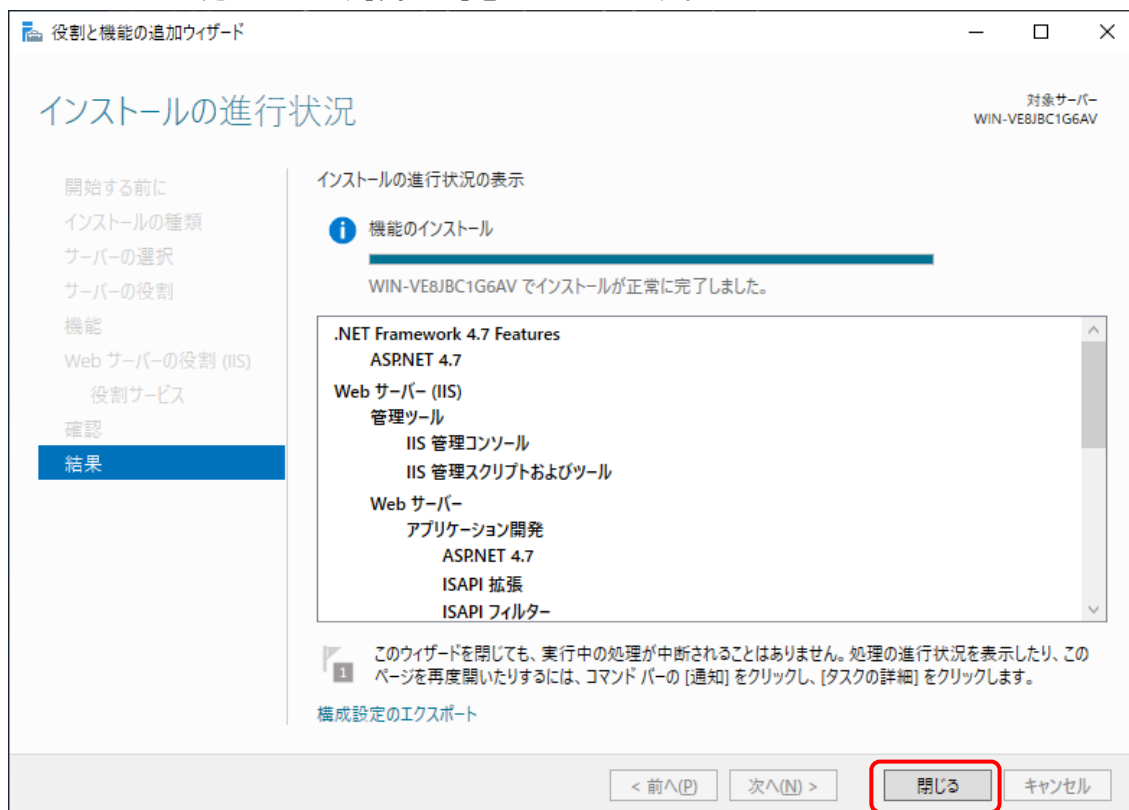 役割と機能の追加ウィザード
インストールの進行状況
対象サーバー
WIN-VE8JBC1G6AV
開始する前に
インストールの種類
サーバーの選択
サーバーの役割
機能
Web サーバーの役割 (IIS)
役割サービス
確認
結果
インストールの進行状況の表示
機能のインストール
WIN-VE8JBC1G6AV でインストールが正常に完了しました。
.NET Framework 4.7 Features
ASP.NET 4.7
Web サーバー (IIS)
管理ツール
IIS 管理コンソール
IIS 管理スクリプトおよびツール
Web サーバー
アプリケーション開発
ASP.NET 4.7
ISAPI 拡張
ISAPI フィルター
1
このウィザードを閉じても、実行中の処理が中断されることはありません。処理の進行状況を表示したり、この
ページを再度開いたりするには、コマンド バーの [通知] をクリックし、[タスクの詳細] をクリックします。
構成設定のエクスポート
< 前へ(P)
次へ(N) >
閉じる
キャンセル